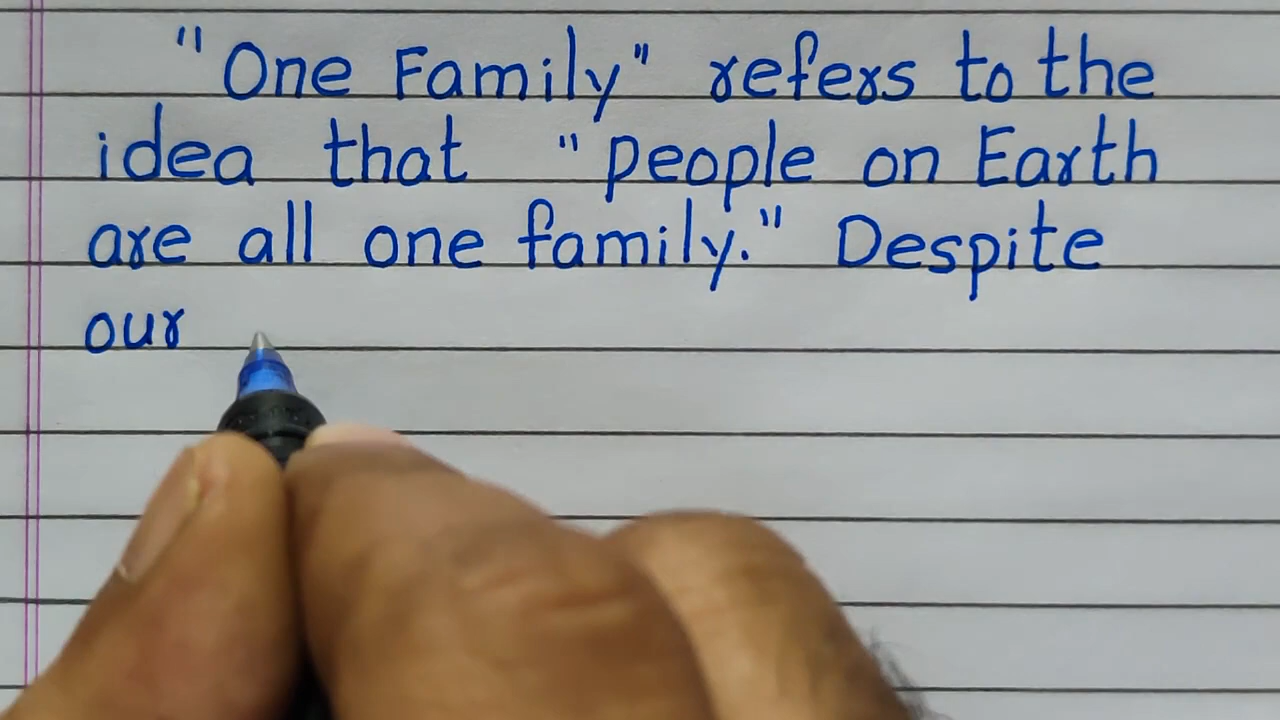 "One Family" refers to the
idea that "people on Earth
are all one family." Despite
our